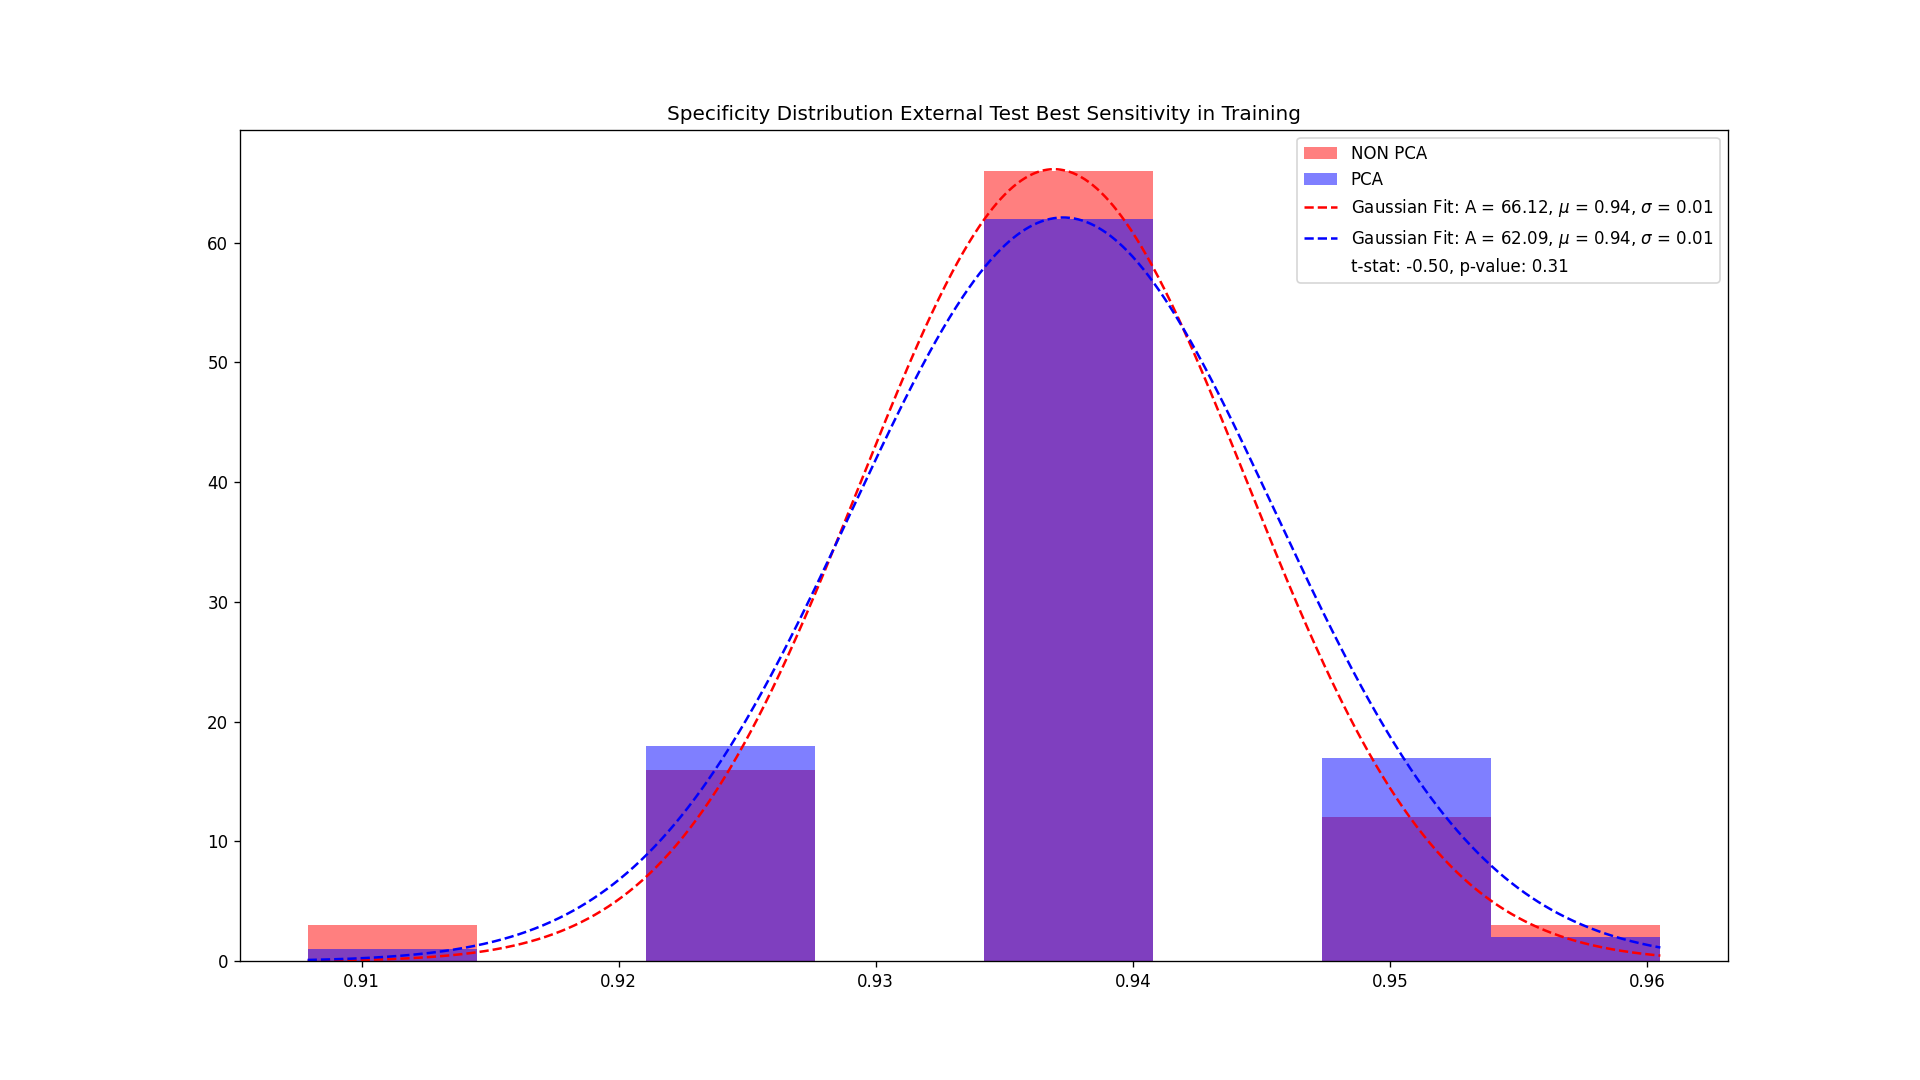 Specificity Distribution External Test Best Sensitivity in Training
NON PCA
PCA
Gaussian Fit: A = 66.12, μ = 0.94, σ = 0.01
Gaussian Fit: A = 62.09, μ = 0.94, σ = 0.01
t-stat: -0.50, p-value: 0.31
60
50
40
30
20
10
0
0.91 0.92 0.93 0.94 0.95 0.96